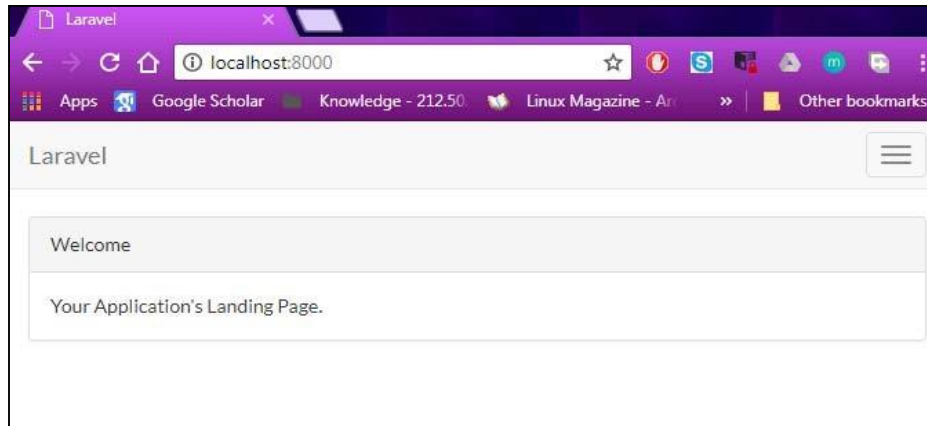 Laravel
localhost:8000
Apps Google Scholar Knowledge - 212.50 Linux Magazine - Ar » Other bookmarks
Laravel
Welcome
Your Application's Landing Page.